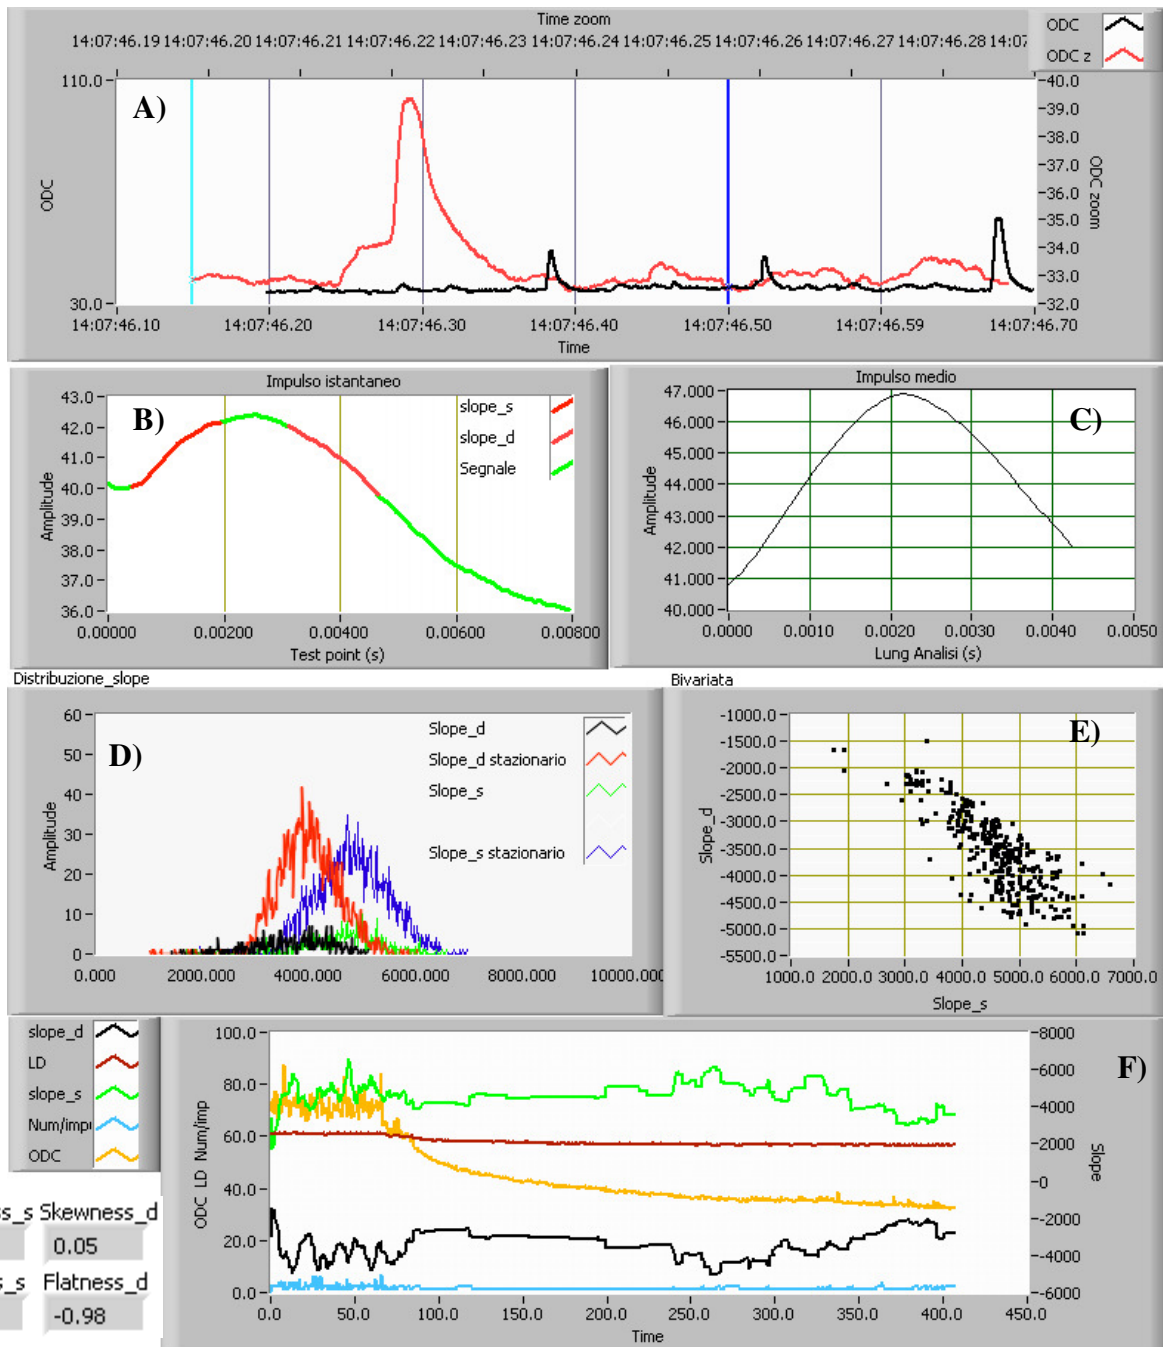 Time zoom
14:07:46.19 14:07:46.20 14:07:46.21 14:07:46.22 14:07:46.23 14:07:46.24 14:07:46.25 14:07:46.26 14:07:46.27 14:07:46.28 14:07:
ODC
ODC z
A)
110.0
30.0
ODC
40.0
39.0
38.0
37.0
36.0
35.0
34.0
33.0
32.0
ODC zoom
14:07:46.10 14:07:46.20 14:07:46.30 14:07:46.40 14:07:46.50 14:07:46.59 14:07:46.70
Time
Impulso istantaneo
B)
43.0
42.0
41.0
40.0
39.0
38.0
37.0
36.0
Amplitude
slope_s
slope_d
Segnale
0.00000 0.00200 0.00400 0.00600 0.00800
Test point (s)
Impulso medio
C)
47.000
46.000
45.000
44.000
43.000
42.000
41.000
40.000
Amplitude
0.0000 0.0010 0.0020 0.0030 0.0040 0.0050
Lung Analisi (s)
Distribuzione_slope
D)
60
50
40
30
20
10
0
Amplitude
Slope_d
Slope_d stazionario
Slope_s
Slope_s stazionario
0.000 2000.000 4000.000 6000.000 8000.000 10000.000
Bivariata
E)
-1000.0
-1500.0
-2000.0
-2500.0
-3000.0
-3500.0
-4000.0
-4500.0
-5000.0
-5500.0
Slope_d
1000.0 2000.0 3000.0 4000.0 5000.0 6000.0 7000.0
Slope_s
slope_d
LD
slope_s
Num/impu
ODC
F)
100.0
80.0
60.0
40.0
20.0
0.0
ODC LD Num/imp
8000
6000
4000
2000
0
-2000
-4000
-6000
Slope
0.0 50.0 100.0 150.0 200.0 250.0 300.0 350.0 400.0 450.0
Time
ss_s Skewness_d
0.05
s_s Flatness_d
-0.98